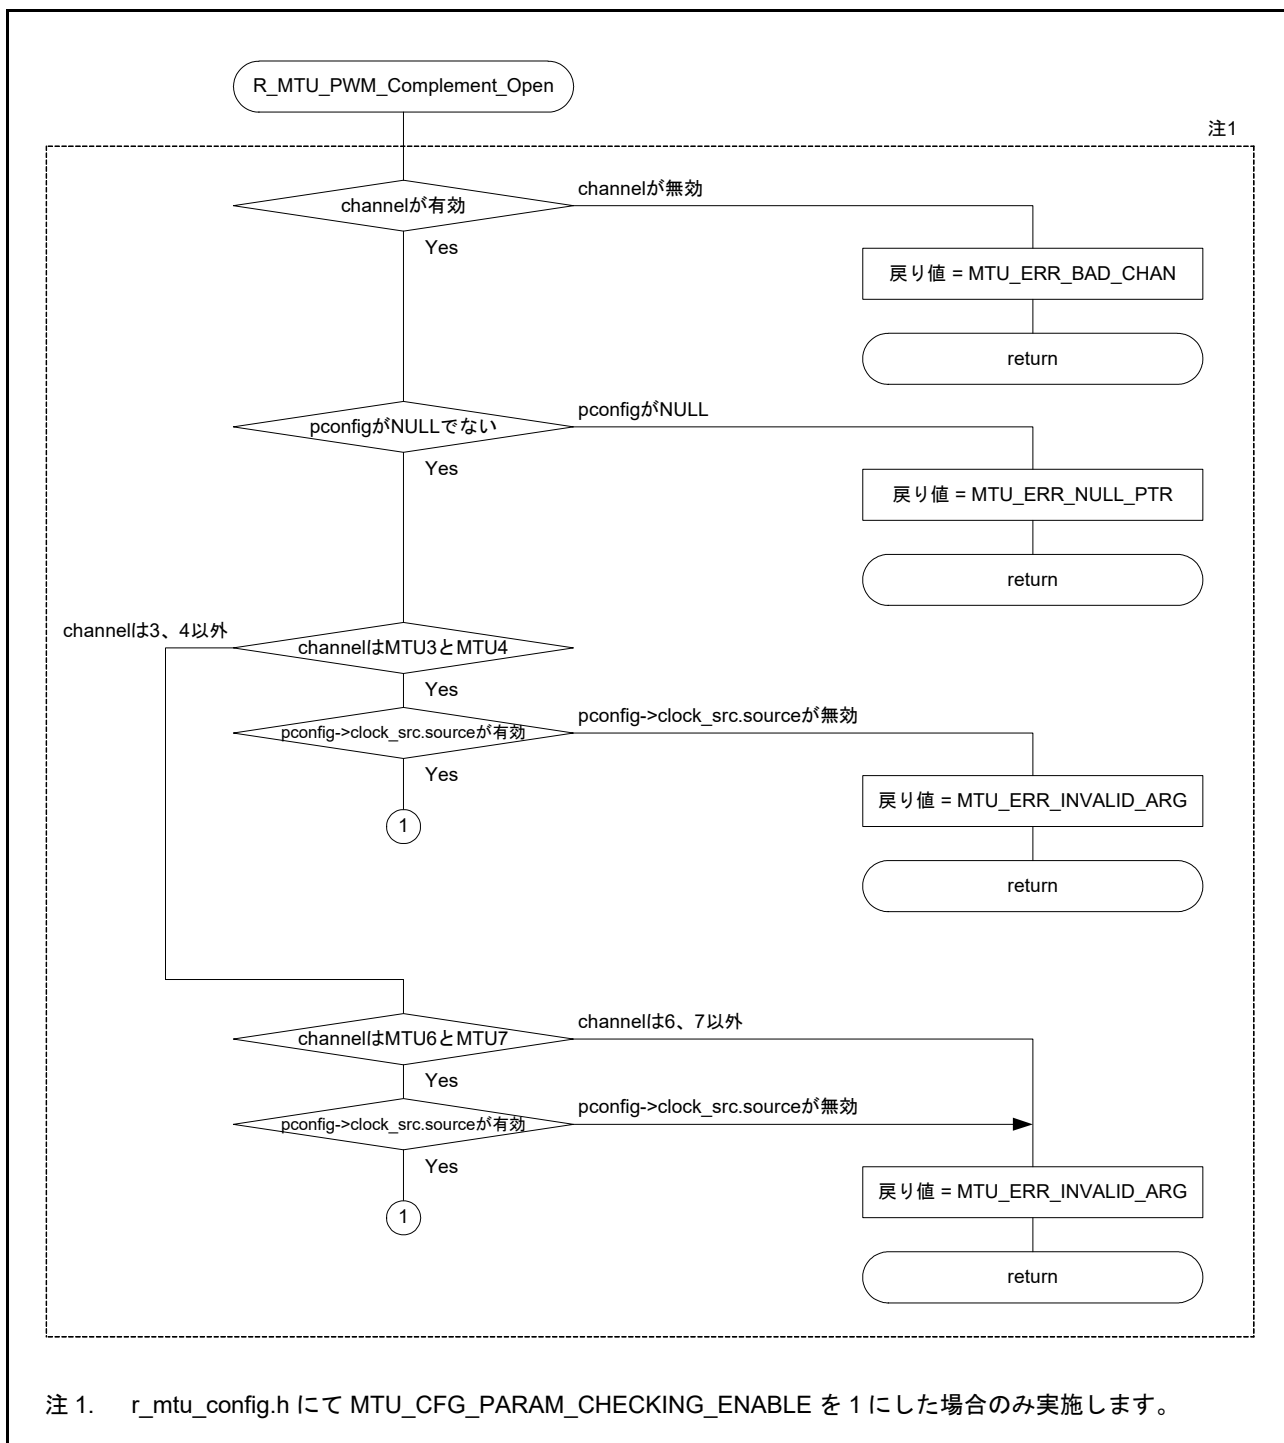 R_MTU_PWM_Complement_Open
注1
channelが有効
channelが無効
Yes
戻り値 = MTU_ERR_BAD_CHAN
return
pconfigがNULLでない
pconfigがNULL
Yes
戻り値 = MTU_ERR_NULL_PTR
return
channelは3、4以外
channelはMTU3とMTU4
Yes
pconfig->clock_src.sourceが有効
pconfig->clock_src.sourceが無効
Yes
戻り値 = MTU_ERR_INVALID_ARG
1
return
channelはMTU6とMTU7
channelは6、7以外
Yes
pconfig->clock_src.sourceが有効
pconfig->clock_src.sourceが無効
Yes
戻り値 = MTU_ERR_INVALID_ARG
1
return
注 1. r_mtu_config.h にて MTU_CFG_PARAM_CHECKING_ENABLE を 1 にした場合のみ実施します。